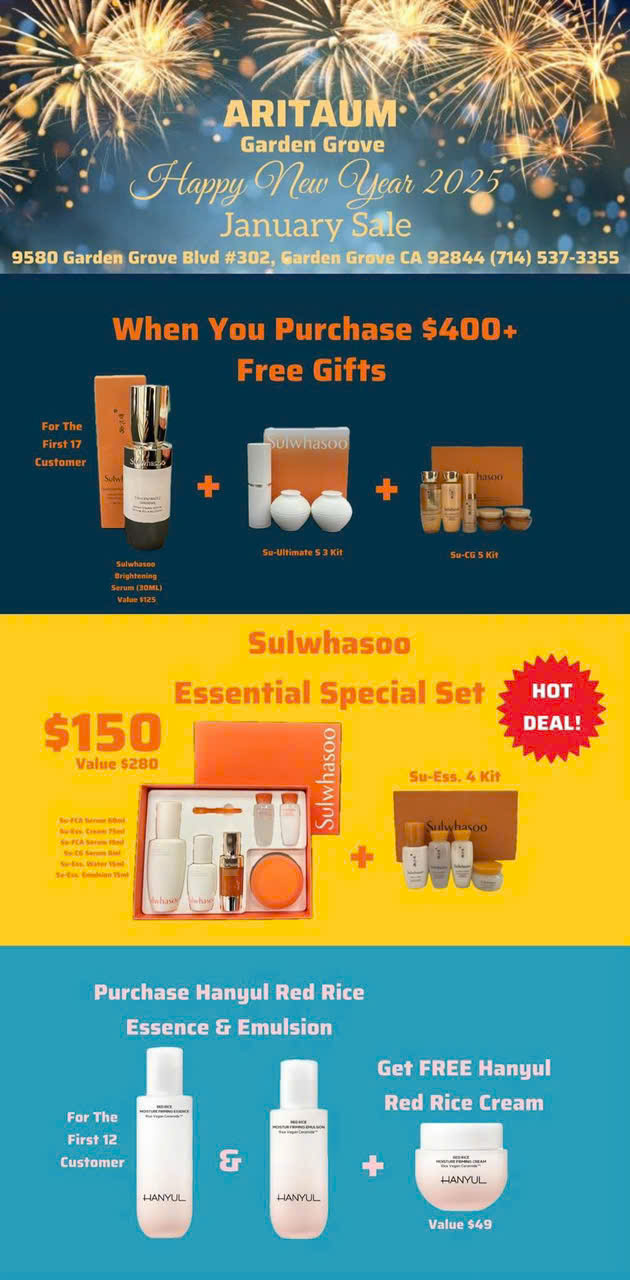 ARITAUM
Garden Grove
Happy New Year 2025
January Sale
9580 Garden Grove Blvd #302, Garden Grove CA 92844 (714) 537-3355
When You Purchase $400+
Free Gifts
For The
First 17
Customer
Sulwhasoo
+
Sulwhasoo
+
Su-Ultimate S 3 Kit
Su-CG 5 Kit
Sulwhasoo
Brightening
Serum (30ML)
Value $125
Sulwhasoo
Essential Special Set
HOT
DEAL!
$150
Value $280
Su-FCA Serum 60ml
Su-Ess. Cream 75ml
Su-FCA Serum 15ml
Su-CG Serum 8ml
Su-Ess. Water 15ml
Su-Ess. Emulsion 15ml
Sulwhasoo
+
Su-Ess. 4 Kit
Sulwhasoo
Purchase Hanyul Red Rice
Essence & Emulsion
For The
First 12
Customer
RED RICE
MOISTURE FIRMING ESSENCE
Rice Vegan Ceramide™
HANYUL
&
RED RICE
MOISTURE FIRMING EMULSION
Rice Vegan Ceramide™
HANYUL
+
Get FREE Hanyul
Red Rice Cream
RED RICE
MOISTURE FIRMING CREAM
Rice Vegan Ceramide™
HANYUL
Value $49